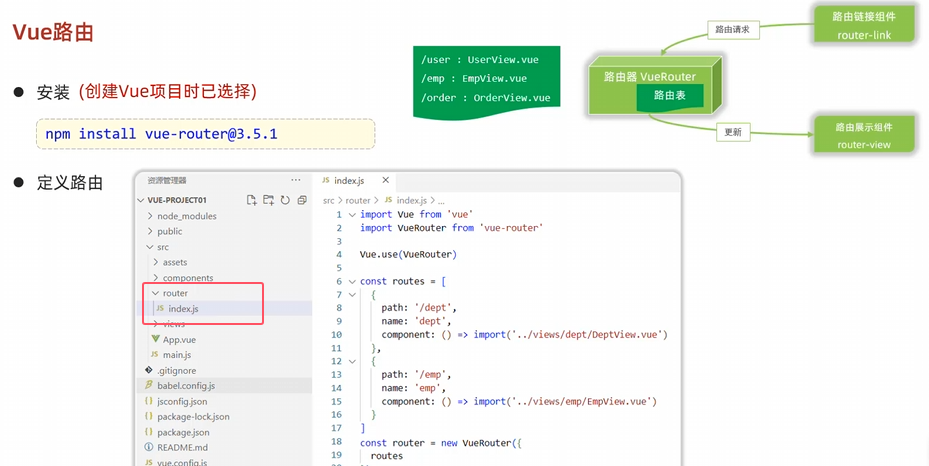 Vue路由
路由链接组件
router-link
路由请求
路由器 VueRouter
路由表
/user : UserView.vue
/emp : EmpView.vue
/order : OrderView.vue
更新
路由展示组件
router-view
安装 (创建Vue项目时已选择)
npm install vue-router@3.5.1
定义路由
资源管理器 ···
VUE-PROJECT01
node_modules
public
src
assets
components
router
JS index.js
views
App.vue
JS main.js
.gitignore
babel.config.js
{} jsconfig.json
{} package-lock.json
{} package.json
README.md
JS vue.config.js
JS index.js ×
src > router > JS index.js > ...
1 import Vue from 'vue'
2 import VueRouter from 'vue-router'
3
4 Vue.use(VueRouter)
5
6 const routes = [
7 {
8 path: '/dept',
9 name: 'dept',
10 component: () => import('../views/dept/DeptView.vue')
11 },
12 {
13 path: '/emp',
14 name: 'emp',
15 component: () => import('../views/emp/EmpView.vue')
16 }
17 ]
18 const router = new VueRouter({
19 routes